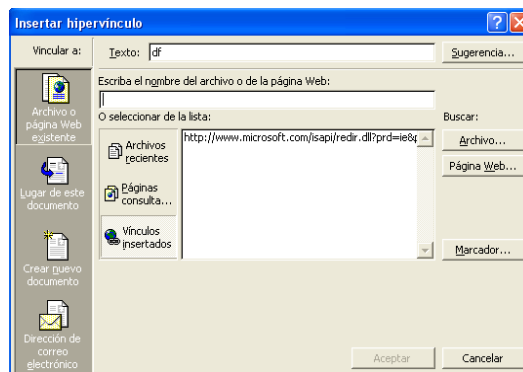 Insertar hipervínculo
Vincular a:
Texto:
df
Sugerencia...
Archivo o
página Web
existente
Lugar de este
documento
Crear nuevo
documento
Dirección de
correo
electrónico
Escriba el nombre del archivo o de la página Web:
O seleccionar de la lista:
Archivos
recientes
Páginas
consulta...
Vínculos
insertados
http://www.microsoft.com/isapi/redir.dll?prd=ie&
Buscar:
Archivo...
Página Web...
Marcador...
Aceptar
Cancelar